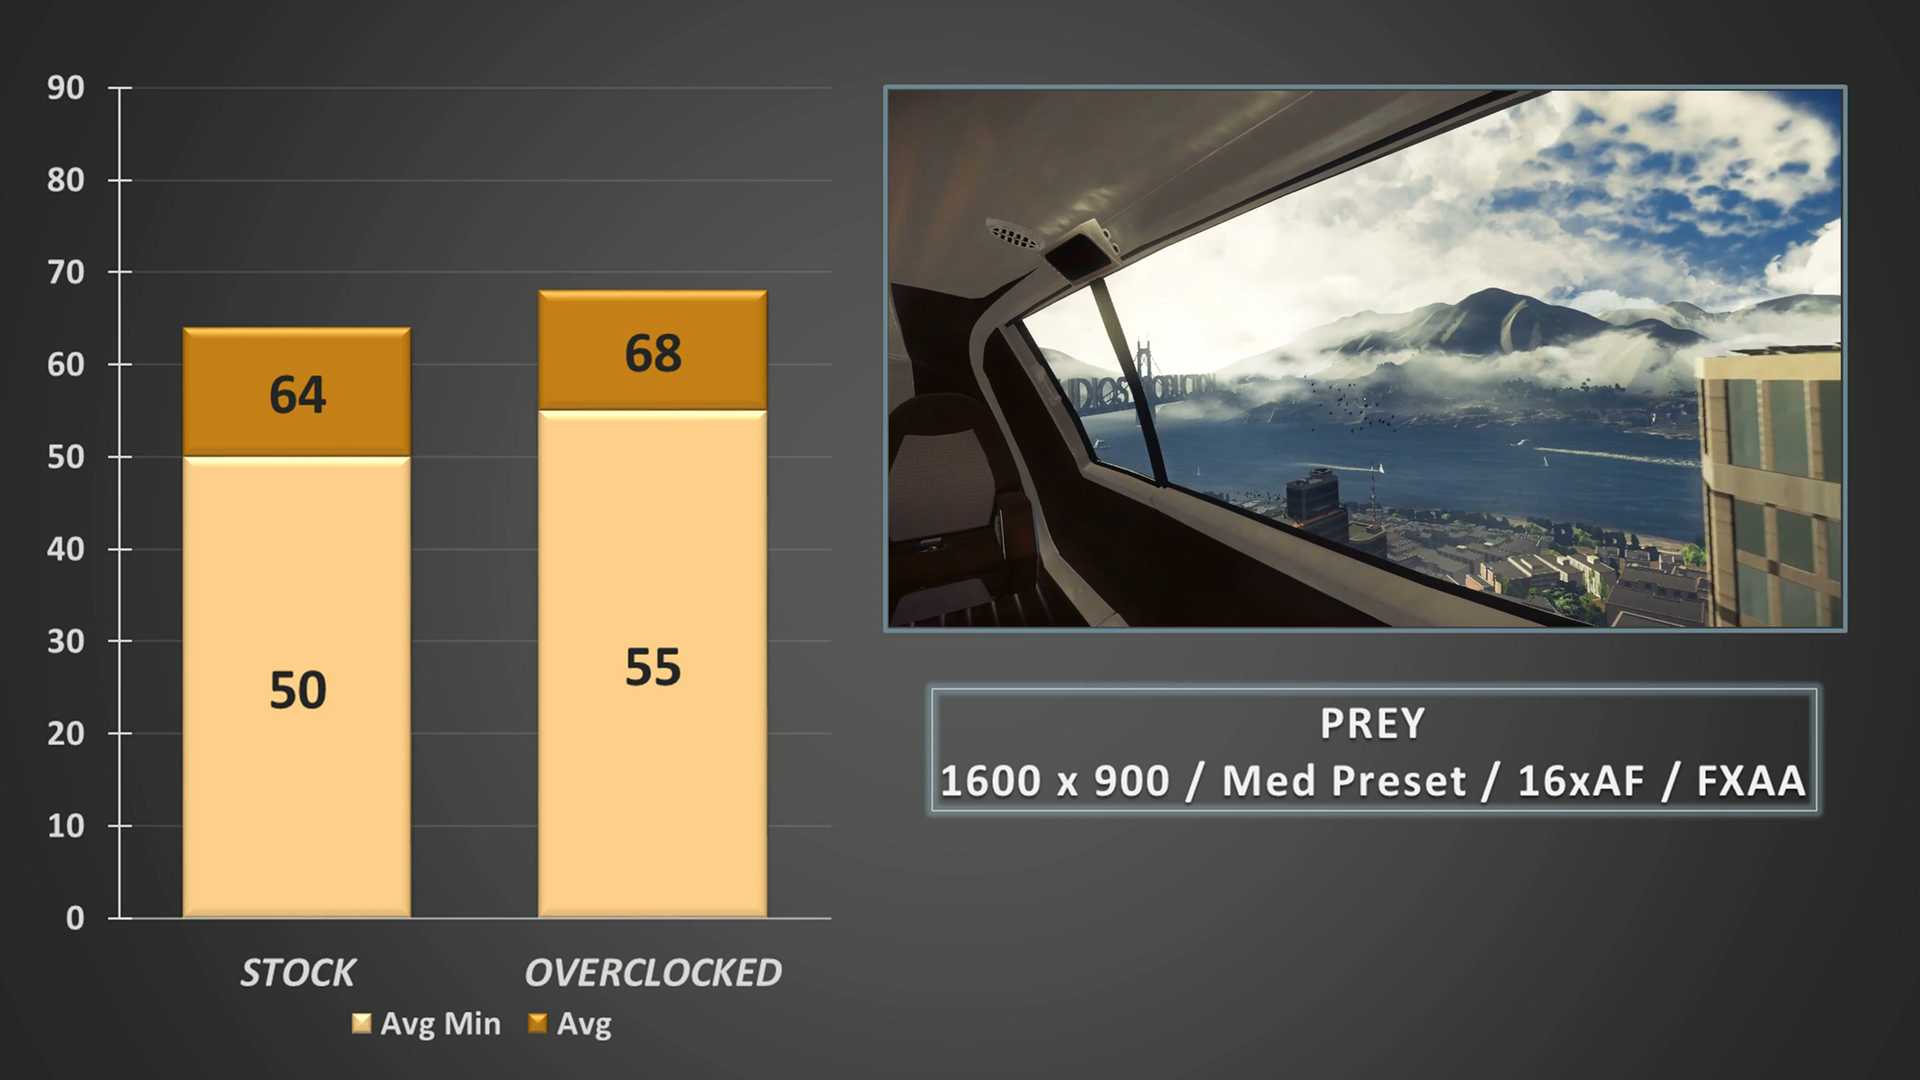 90
80
70
60
50
40
30
20
10
0
64
68
50
55
STOCK
OVERCLOCKED
Avg Min
Avg
PREY
1600 x 900 / Med Preset / 16xAF / FXAA